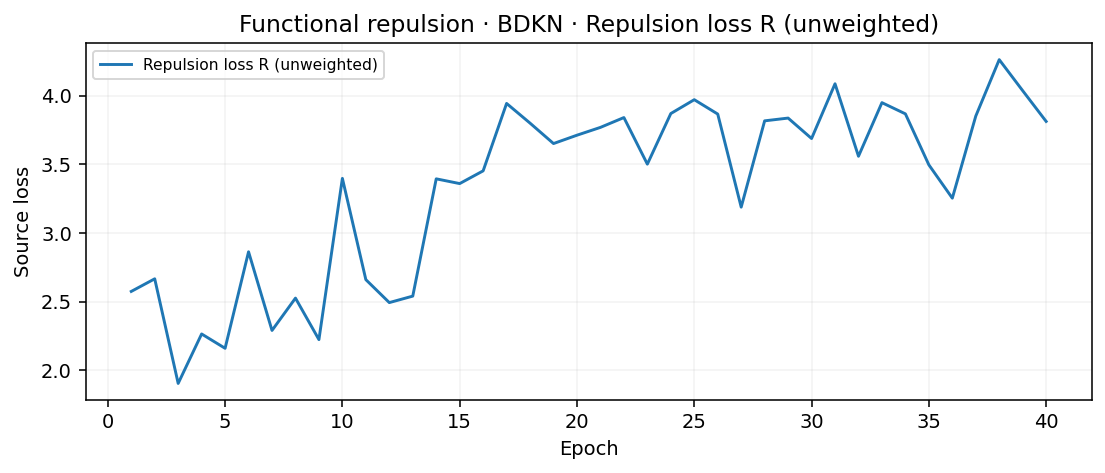 Functional repulsion · BDKN · Repulsion loss R (unweighted)
Repulsion loss R (unweighted)
Source loss
4.0
3.5
3.0
2.5
2.0
0 5 10 15 20 25 30 35 40
Epoch